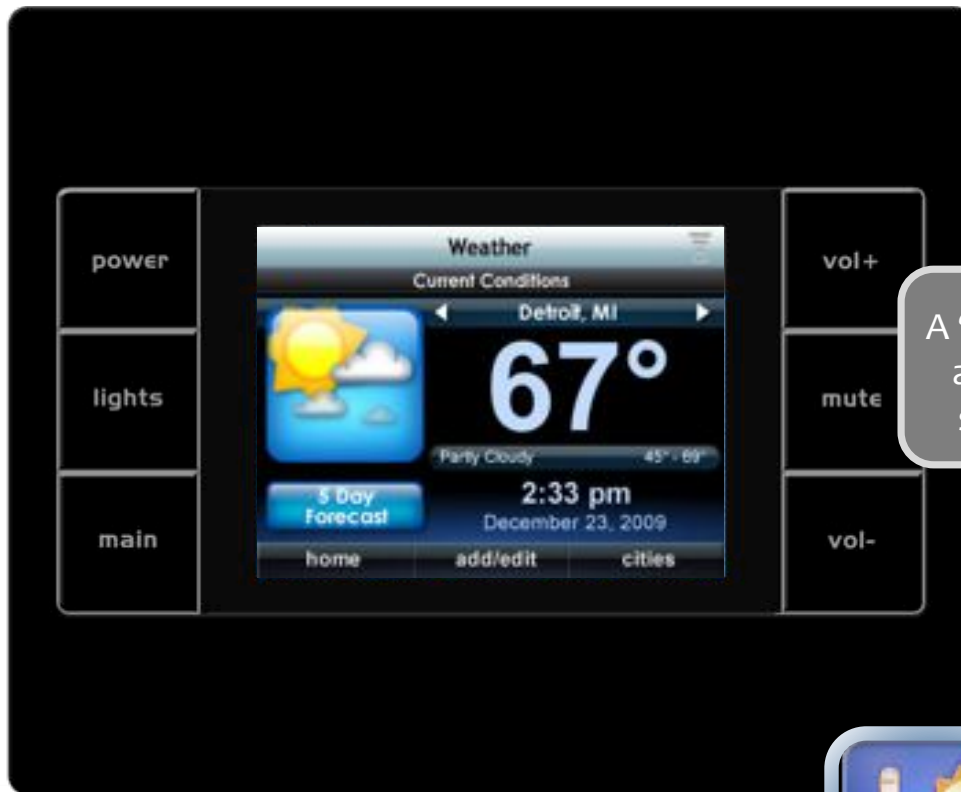 power
lights
main
Weather
Current Conditions
Detroit, MI
67°
Partly Cloudy 45° - 69°
5 Day
Forecast
2:33 pm
December 23, 2009
home add/edit cities
vol+
mute
vol-
A